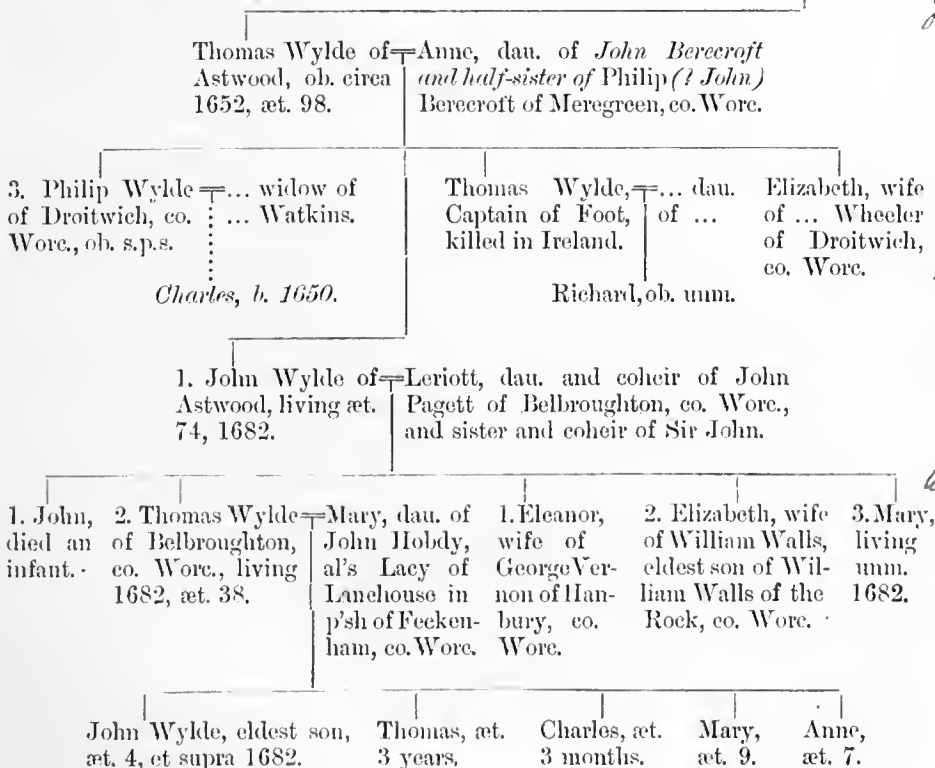 Thomas Wylde of
Astwood, ob. circa
1652, æt. 98.
Anne, dau. of John Berecroft
and half-sister of Philip (? John)
Berecroft of Meregreen, co. Worc.
3. Philip Wylde
of Droitwich, co.
Worc., ob. s.p.s.
... widow of
... Watkins.
Charles, b. 1650.
Thomas Wylde,
Captain of Foot,
killed in Ireland.
... dau.
of ...
Richard, ob. unm.
Elizabeth, wife
of ... Wheeler
of Droitwich,
co. Worc.
1. John Wylde of
Astwood, living æt.
74, 1682.
Leriott, dau. and coheir of John
Pagett of Belbroughton, co. Worc.,
and sister and coheir of Sir John.
1. John,
died an
infant.
2. Thomas Wylde
of Belbroughton,
co. Worc., living
1682, æt. 38.
Mary, dau. of
John Hobdy,
al's Lacy of
Lanehouse in
p'sh of Fecken-
ham, co. Worc.
1. Eleanor,
wife of
George Ver-
non of Han-
bury, co.
Worc.
2. Elizabeth, wife
of William Walls,
eldest son of Wil-
liam Walls of the
Rock, co. Worc.
3. Mary,
living
unm.
1682.
John Wylde, eldest son,
æt. 4, et supra 1682.
Thomas, æt.
3 years.
Charles, æt.
3 months.
Mary,
æt. 9.
Anne,
æt. 7.